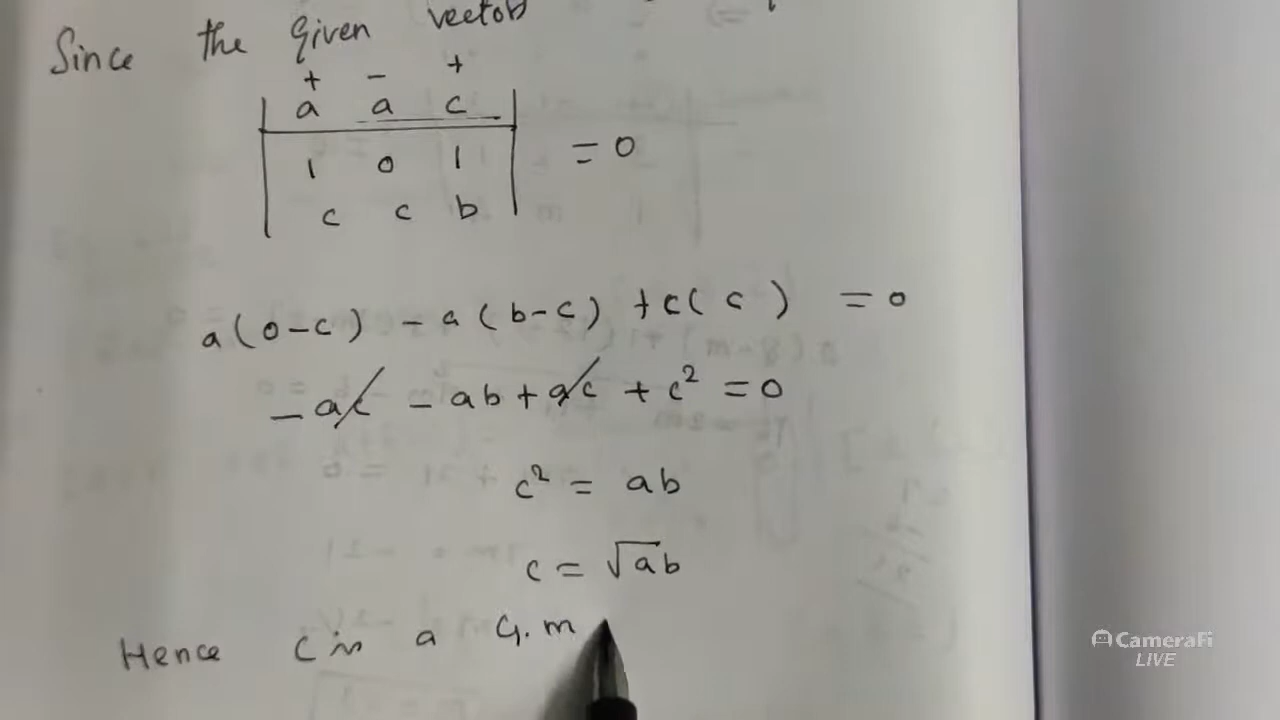 Since the given vector
+ - +
a a c
1 0 1 = 0
c c b
a(0-c) - a(b-c) + c(c) = 0
- ac - ab + ac + c² = 0
c² = ab
c = √ab
Hence c is a G.m
CameraFi
LIVE